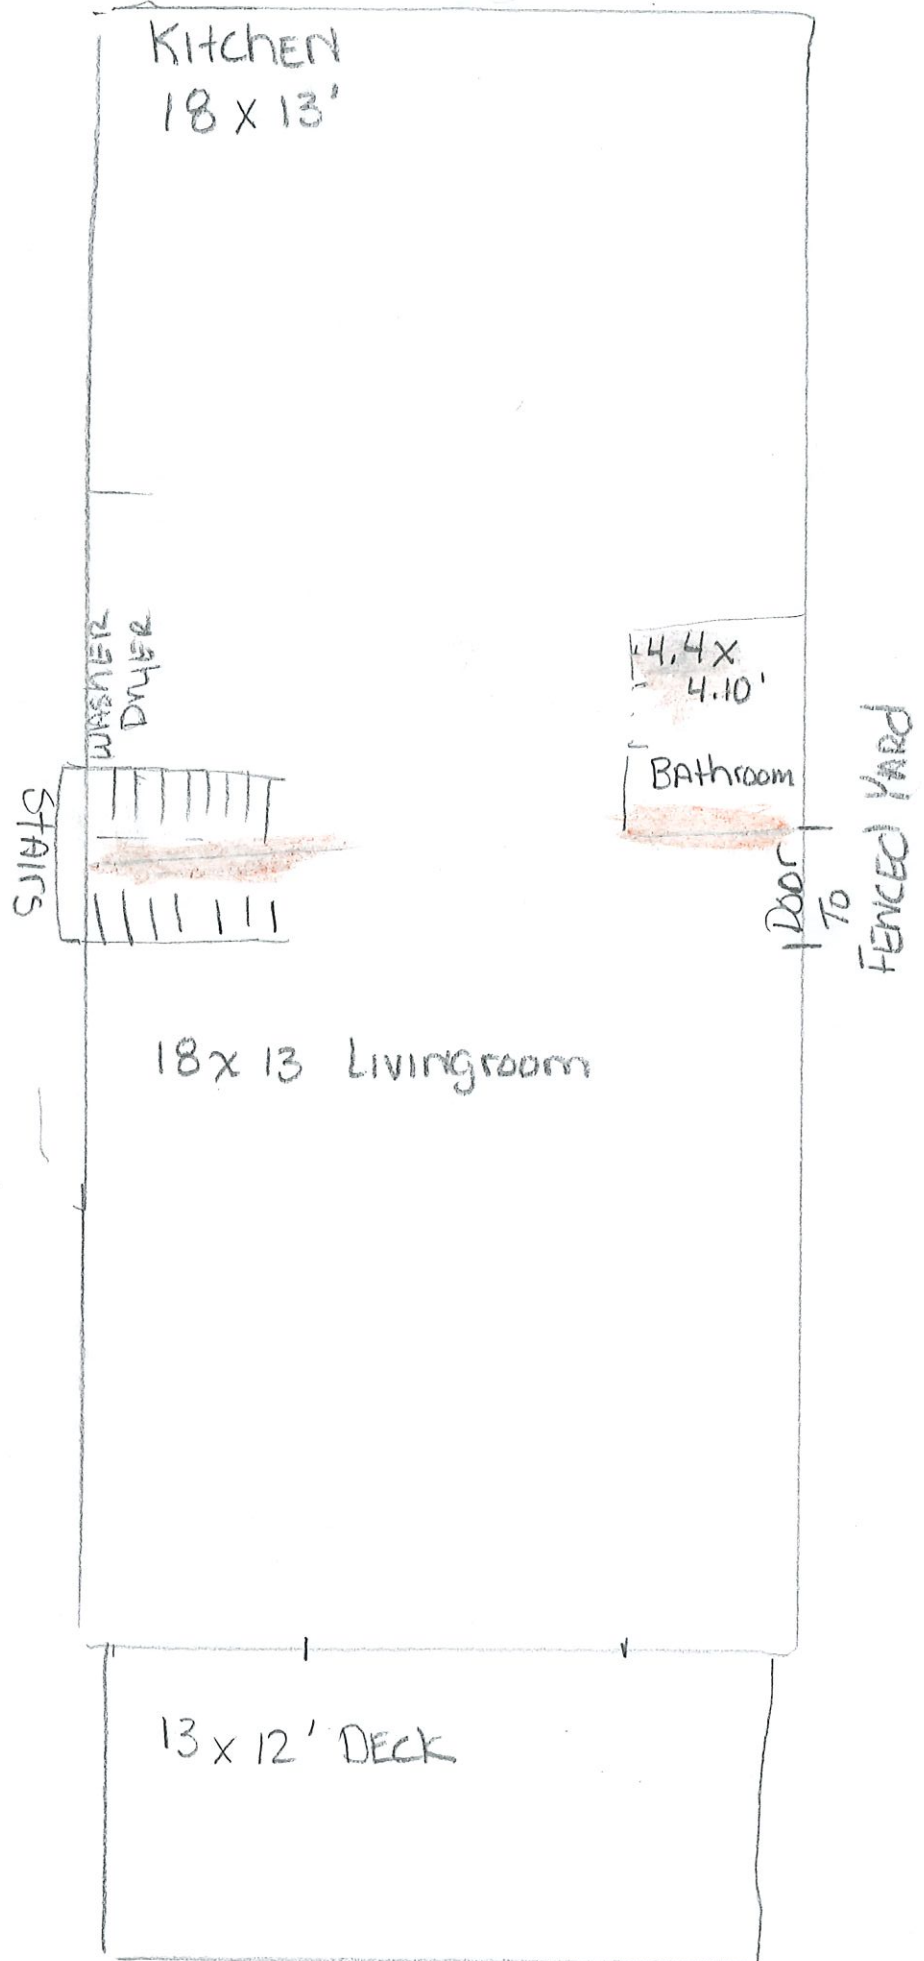 KitchEN
18 x 13'
WASHER
DryER
4.4 x
4.10'
BAthroom
STAIrS
Door
To
FENCED YARD
18 x 13 Livingroom
13 x 12' DECK